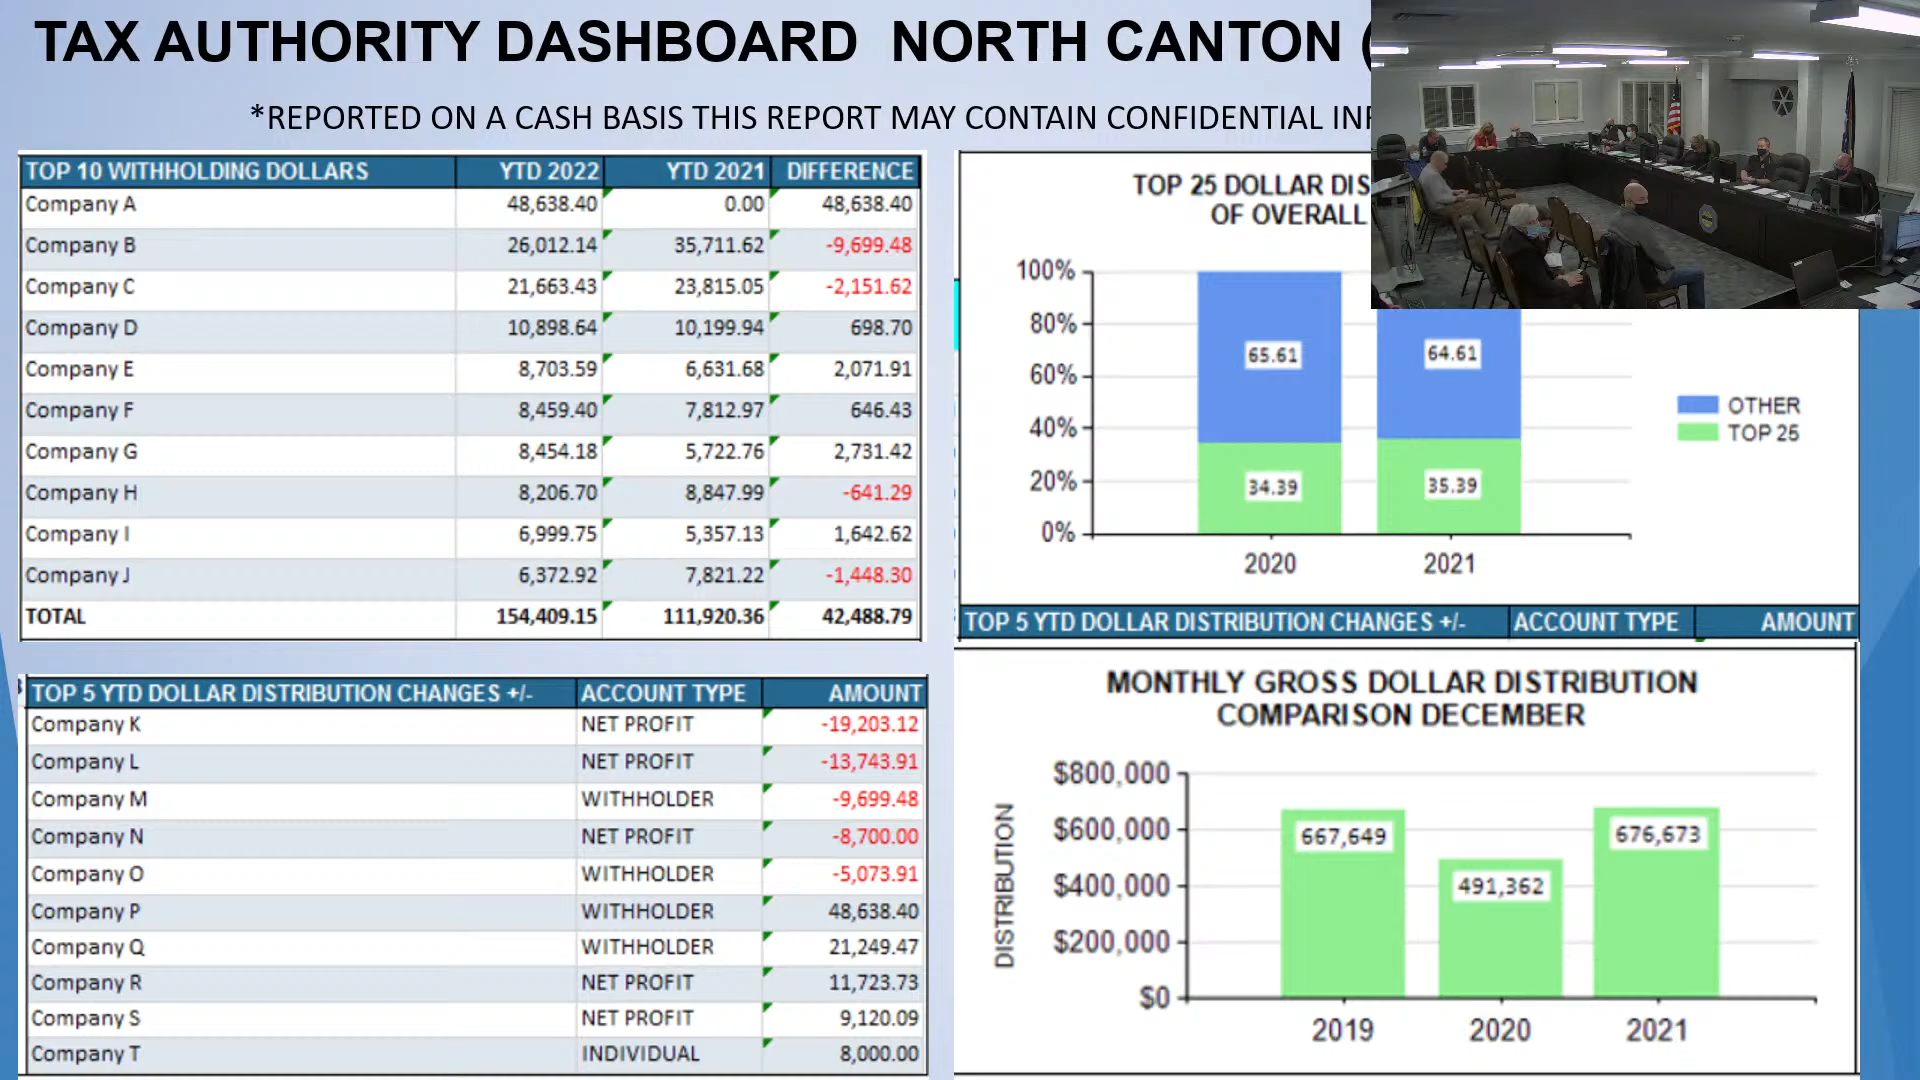 TAX AUTHORITY DASHBOARD NORTH CANTON (
*REPORTED ON A CASH BASIS THIS REPORT MAY CONTAIN CONFIDENTIAL
TOP 10 WITHHOLDING DOLLARS YTD 2022 YTD 2021 DIFFERENCE
Company A 48,638.40 0.00 48,638.40
Company B 26,012.14 35,711.62 -9,699.48
Company C 21,663.43 23,815.05 -2,151.62
Company D 10,898.64 10,199.94 698.70
Company E 8,703.59 6,631.68 2,071.91
Company F 8,459.40 7,812.97 646.43
Company G 8,454.18 5,722.76 2,731.42
Company H 8,206.70 8,847.99 -641.29
Company I 6,999.75 5,357.13 1,642.62
Company J 6,372.92 7,821.22 -1,448.30
TOTAL 154,409.15 111,920.36 42,488.79
TOP 5 YTD DOLLAR DISTRIBUTION CHANGES +/- ACCOUNT TYPE AMOUNT
Company K NET PROFIT -19,203.12
Company L NET PROFIT -13,743.91
Company M WITHHOLDER -9,699.48
Company N NET PROFIT -8,700.00
Company O WITHHOLDER -5,073.91
Company P WITHHOLDER 48,638.40
Company Q WITHHOLDER 21,249.47
Company R NET PROFIT 11,723.73
Company S NET PROFIT 9,120.09
Company T INDIVIDUAL 8,000.00
TOP 25 DOLLAR DIS
OF OVERALL
100%
80%
60%
40%
20%
0%
65.61
64.61
34.39
35.39
2020 2021
OTHER
TOP 25
TOP 5 YTD DOLLAR DISTRIBUTION CHANGES +/- ACCOUNT TYPE AMOUNT
MONTHLY GROSS DOLLAR DISTRIBUTION
COMPARISON DECEMBER
DISTRIBUTION
$800,000
$600,000
$400,000
$200,000
$0
667,649
491,362
676,673
2019 2020 2021